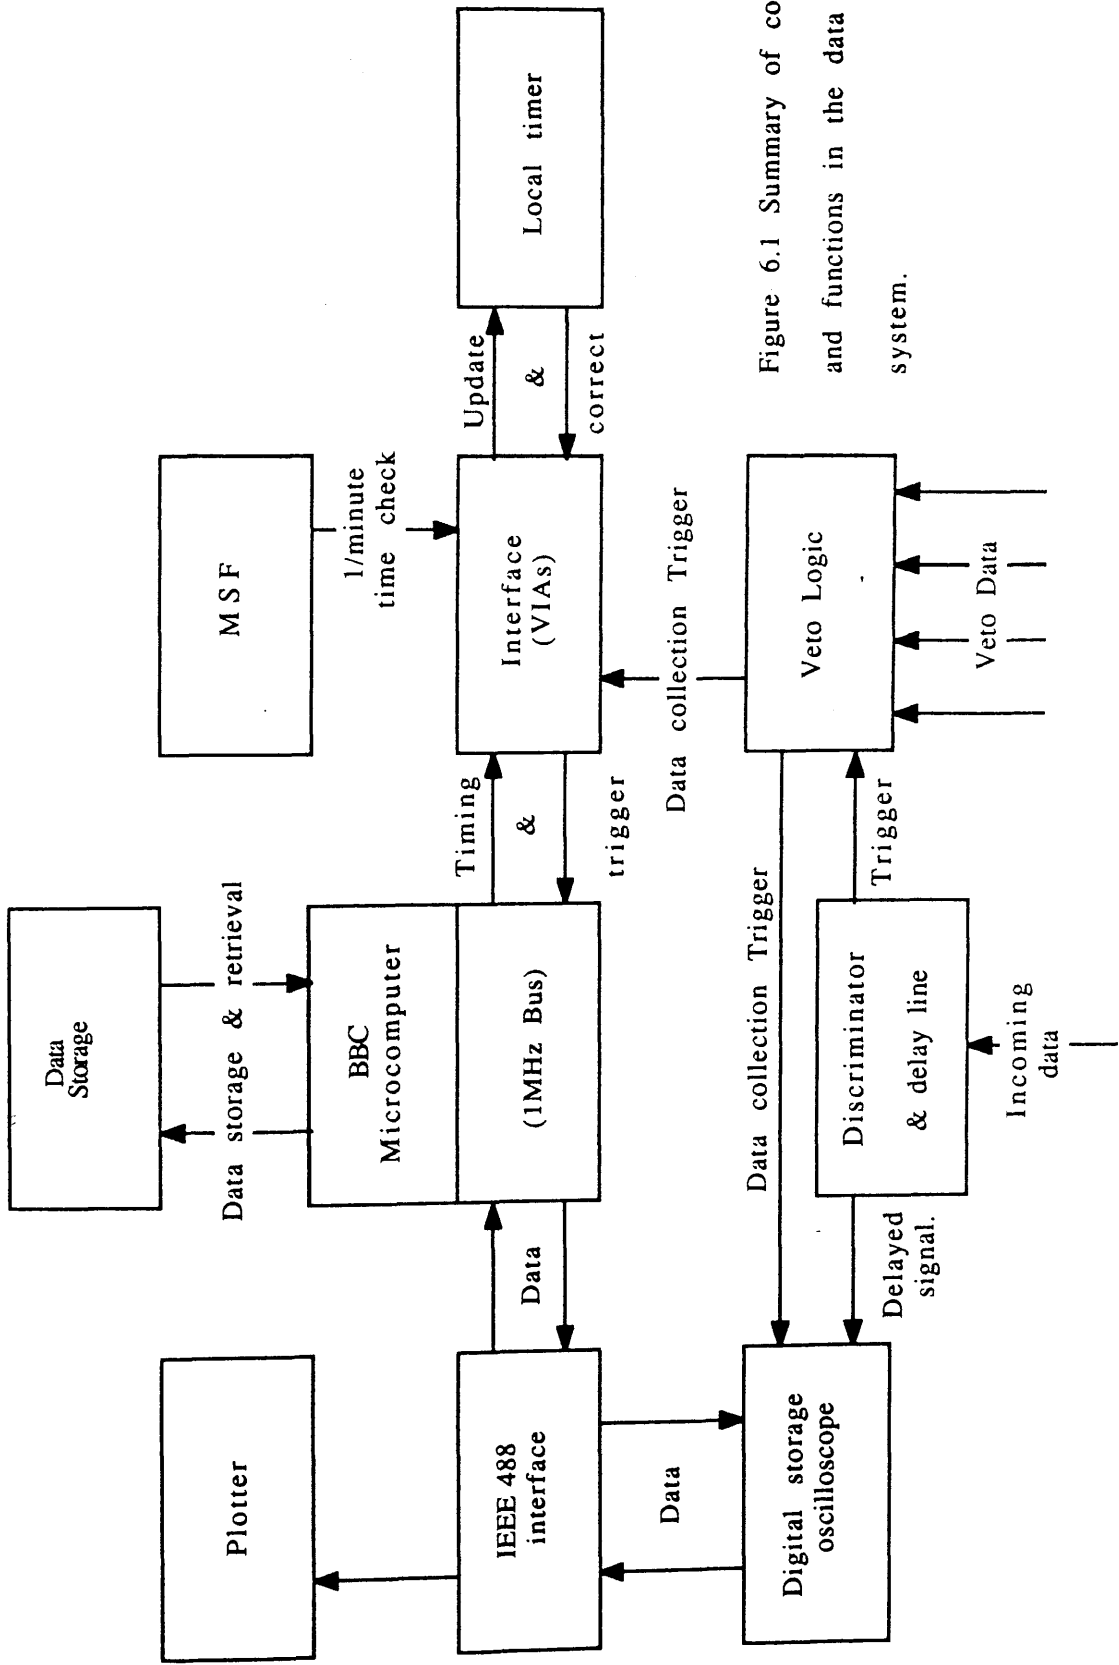 Data
Storage
Data storage & retrieval
Plotter
MSF
1/minute
time check
BBC
Microcomputer
(1MHz Bus)
IEEE 488
interface
Data
Timing
&
trigger
Interface
(VIAs)
Update
&
correct
Local timer
Data
Data collection Trigger
Data collection Trigger
Digital storage
oscilloscope
Delayed
signal.
Discriminator
& delay line
Trigger
Veto Logic
Incoming
data
Veto Data
Figure 6.1 Summary of co
and functions in the data
system.